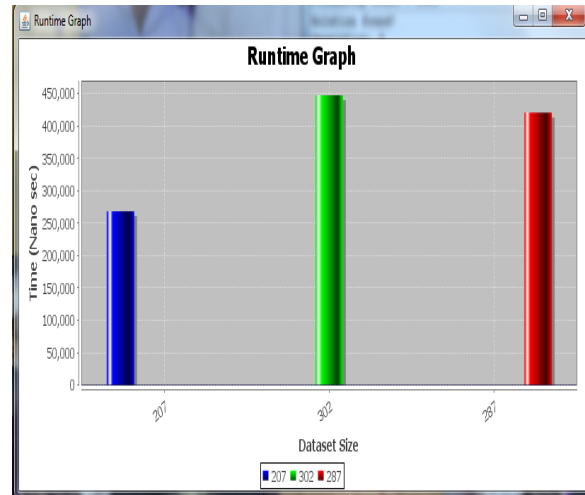 Runtime Graph
Runtime Graph
450,000
400,000
350,000
300,000
250,000
200,000
150,000
100,000
50,000
0
Time (Nano sec)
207
302
287
Dataset Size
207 302 287